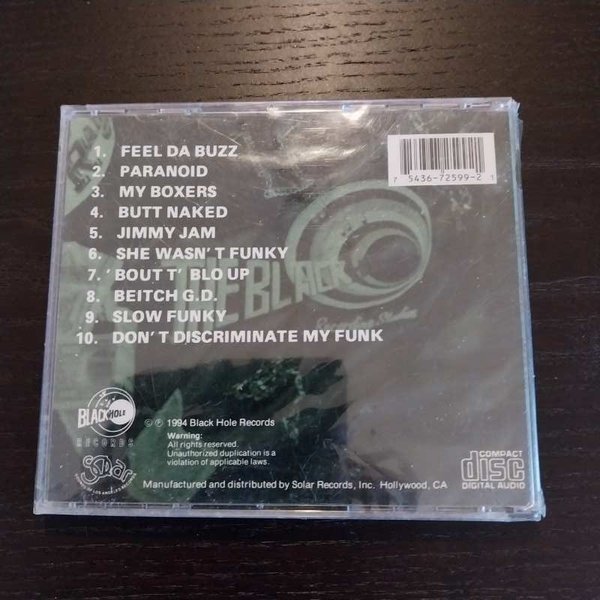 1. FEEL DA BUZZ
2. PARANOID
3. MY BOXERS
4. BUTT NAKED
5. JIMMY JAM
6. SHE WASN'T FUNKY
7. 'BOUT T' BLO UP
8. BEITCH G.D.
9. SLOW FUNKY
10. DON'T DISCRIMINATE MY FUNK
7 5436-72599-2 1
THE BLACK
BLACK HOLE
RECORDS
© ℗ 1994 Black Hole Records
Warning:
All rights reserved.
Unauthorized duplication is a
violation of applicable laws.
Solar
Manufactured and distributed by Solar Records, Inc. Hollywood, CA
COMPACT
disc
DIGITAL AUDIO